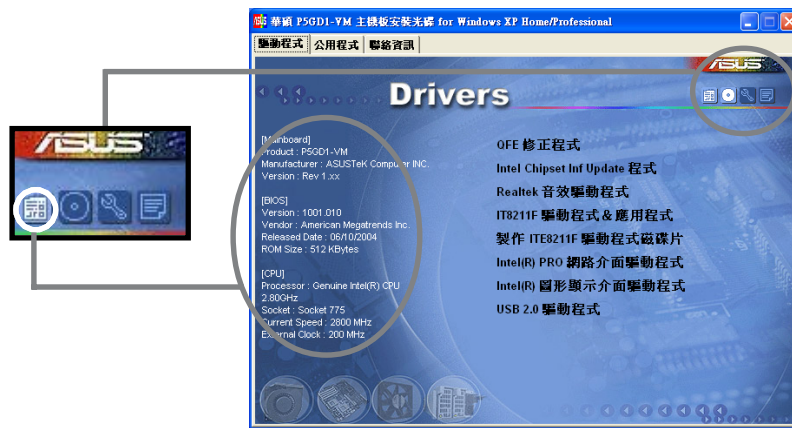 華碩 P5GD1-VM 主機板安裝光碟 for Windows XP Home/Professional
驅動程式 公用程式 聯絡資訊
ASUS
Drivers
ASUS
[Mainboard]
Product : P5GD1-VM
Manufacturer : ASUSTeK Computer INC.
Version : Rev 1.xx
[BIOS]
Version : 1001.010
Vendor : American Megatrends Inc.
Released Date : 06/10/2004
ROM Size : 512 KBytes
[CPU]
Processor : Genuine Intel(R) CPU
2.80GHz
Socket : Socket 775
Current Speed : 2800 MHz
External Clock : 200 MHz
QFE 修正程式
Intel Chipset Inf Update 程式
Realtek 音效驅動程式
IT8211F 驅動程式 & 應用程式
製作 ITE8211F 驅動程式磁碟片
Intel(R) PRO 網路介面驅動程式
Intel(R) 圖形顯示介面驅動程式
USB 2.0 驅動程式